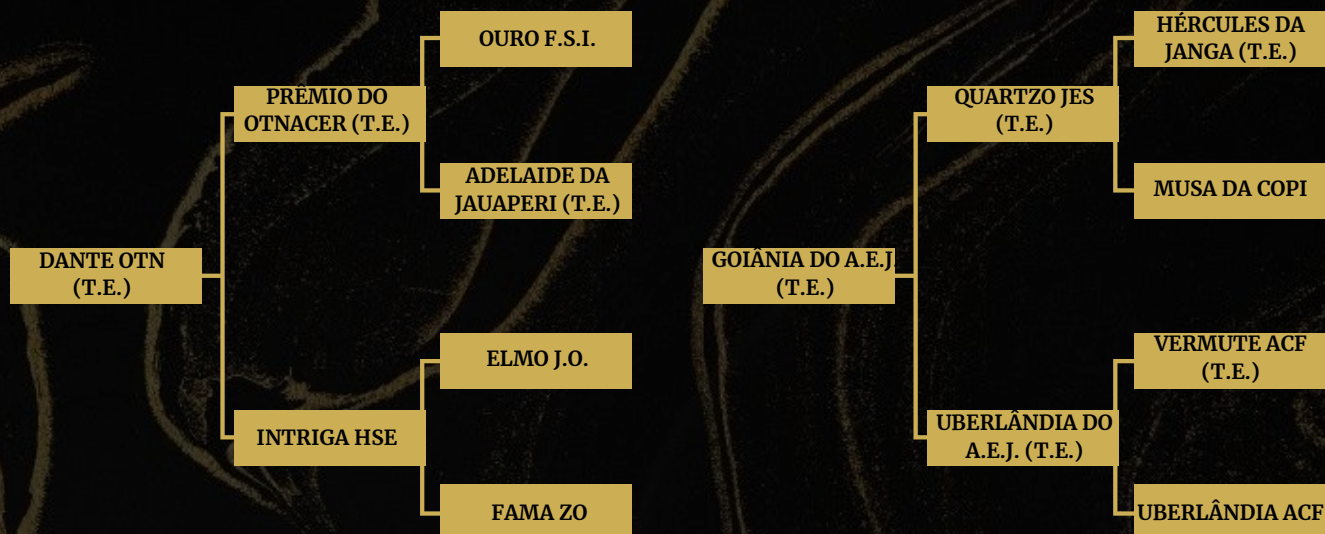 OURO F.S.I.
PRÊMIO DO
OTNACER (T.E.)
ADELAIDE DA
JAUAPERI (T.E.)
DANTE OTN
(T.E.)
ELMO J.O.
INTRIGA HSE
FAMA ZO
HÉRCULES DA
JANGA (T.E.)
QUARTZO JES
(T.E.)
MUSA DA COPI
GOIÂNIA DO A.E.J.
(T.E.)
VERMUTE ACF
(T.E.)
UBERLÂNDIA DO
A.E.J. (T.E.)
UBERLÂNDIA ACF